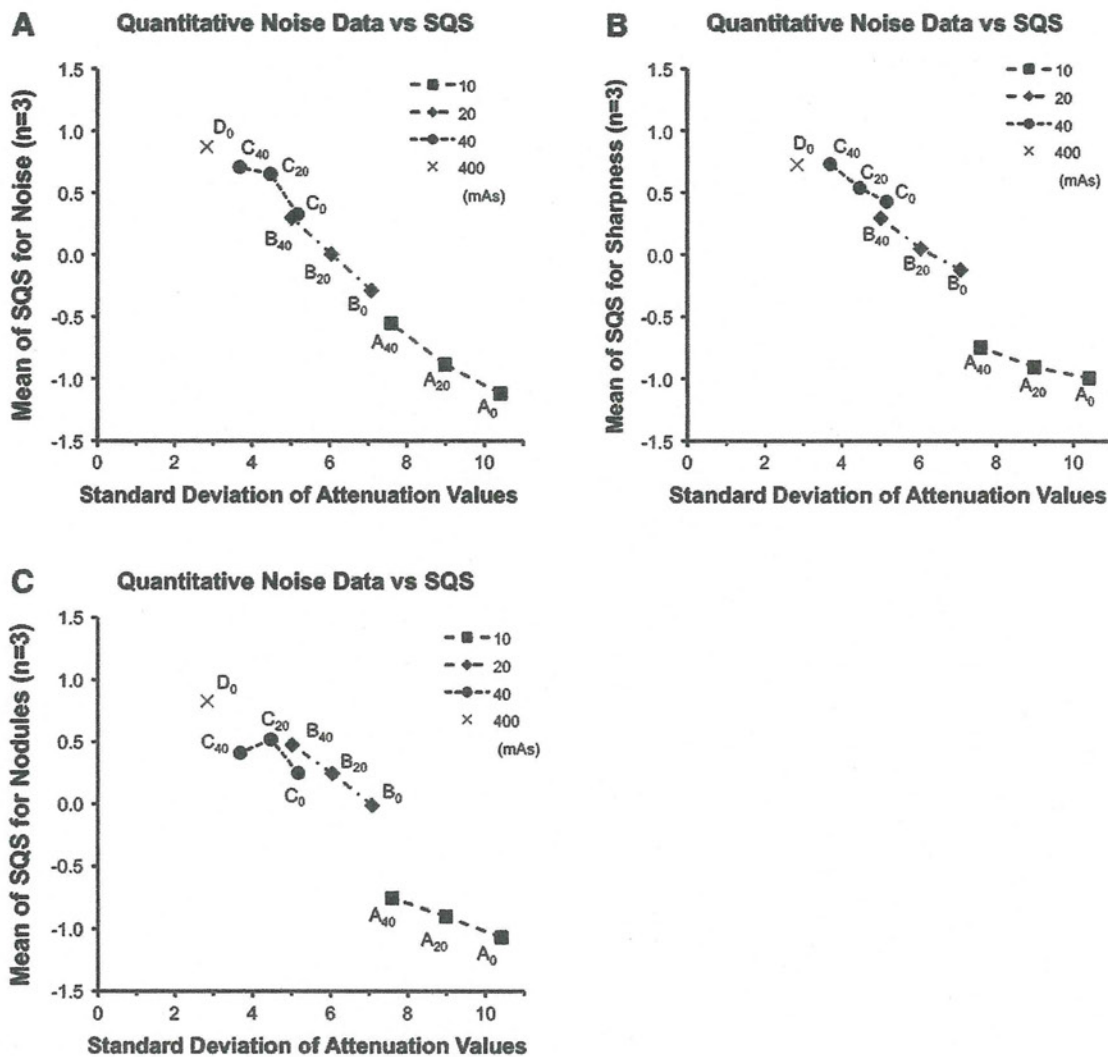 A
Quantitative Noise Data vs SQS
Mean of SQS for Noise (n=3)
1.5
1.0
0.5
0.0
-0.5
-1.0
-1.5
0 2 4 6 8 10
Standard Deviation of Attenuation Values
10
20
40
400
(mAs)
D0
C40
C20
C0
B40
B20
B0
A40
A20
A0
B
Quantitative Noise Data vs SQS
Mean of SQS for Sharpness (n=3)
1.5
1.0
0.5
0.0
-0.5
-1.0
-1.5
0 2 4 6 8 10
Standard Deviation of Attenuation Values
10
20
40
400
(mAs)
D0
C40
C20
C0
B40
B20
B0
A40
A20
A0
C
Quantitative Noise Data vs SQS
Mean of SQS for Nodules (n=3)
1.5
1.0
0.5
0.0
-0.5
-1.0
-1.5
0 2 4 6 8 10
Standard Deviation of Attenuation Values
10
20
40
400
(mAs)
D0
C40
C20
C0
B40
B20
B0
A40
A20
A0